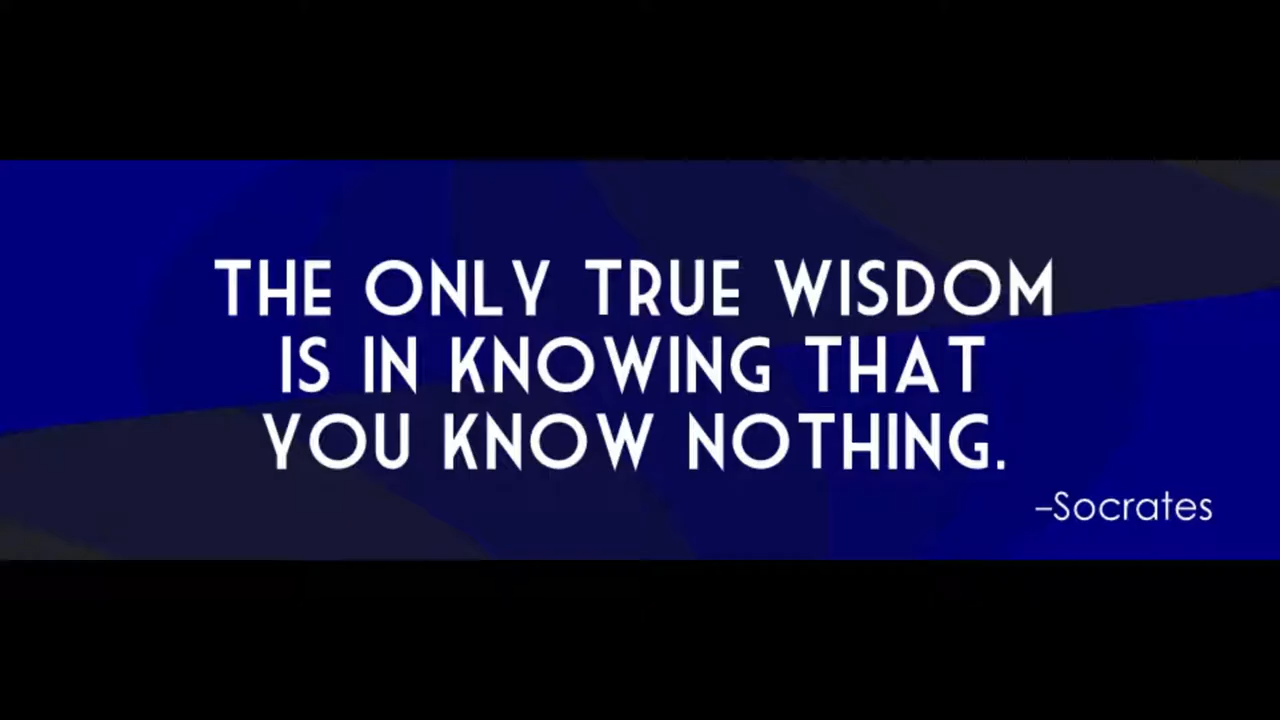 THE ONLY TRUE WISDOM
IS IN KNOWING THAT
YOU KNOW NOTHING.
–Socrates